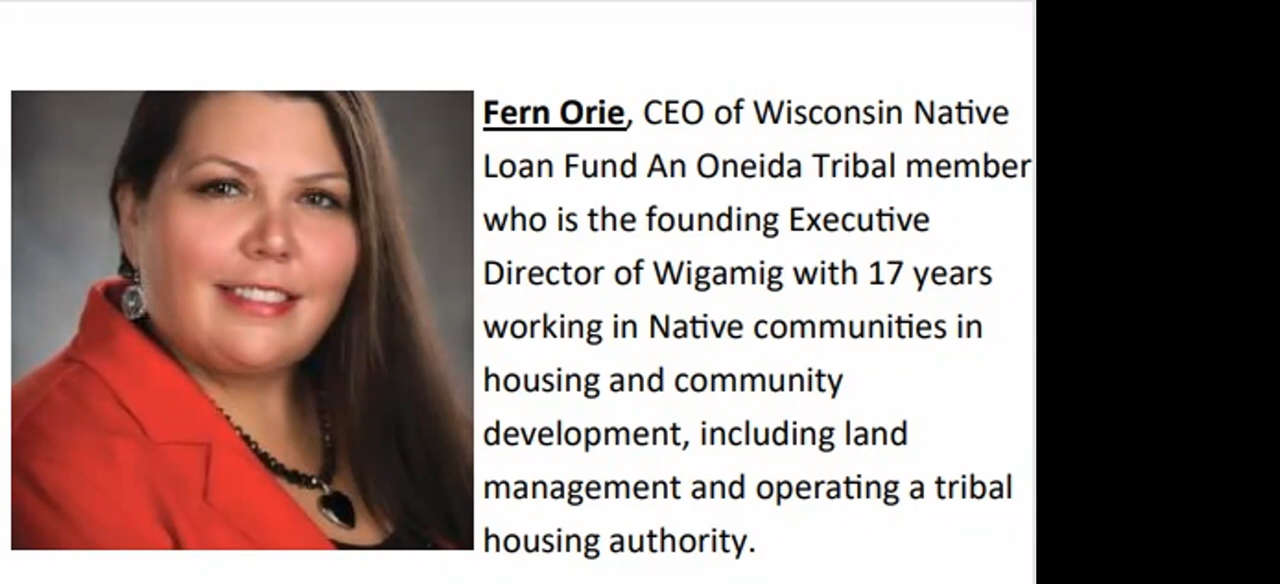 Fern Orie, CEO of Wisconsin Native
Loan Fund An Oneida Tribal member
who is the founding Executive
Director of Wigamig with 17 years
working in Native communities in
housing and community
development, including land
management and operating a tribal
housing authority.